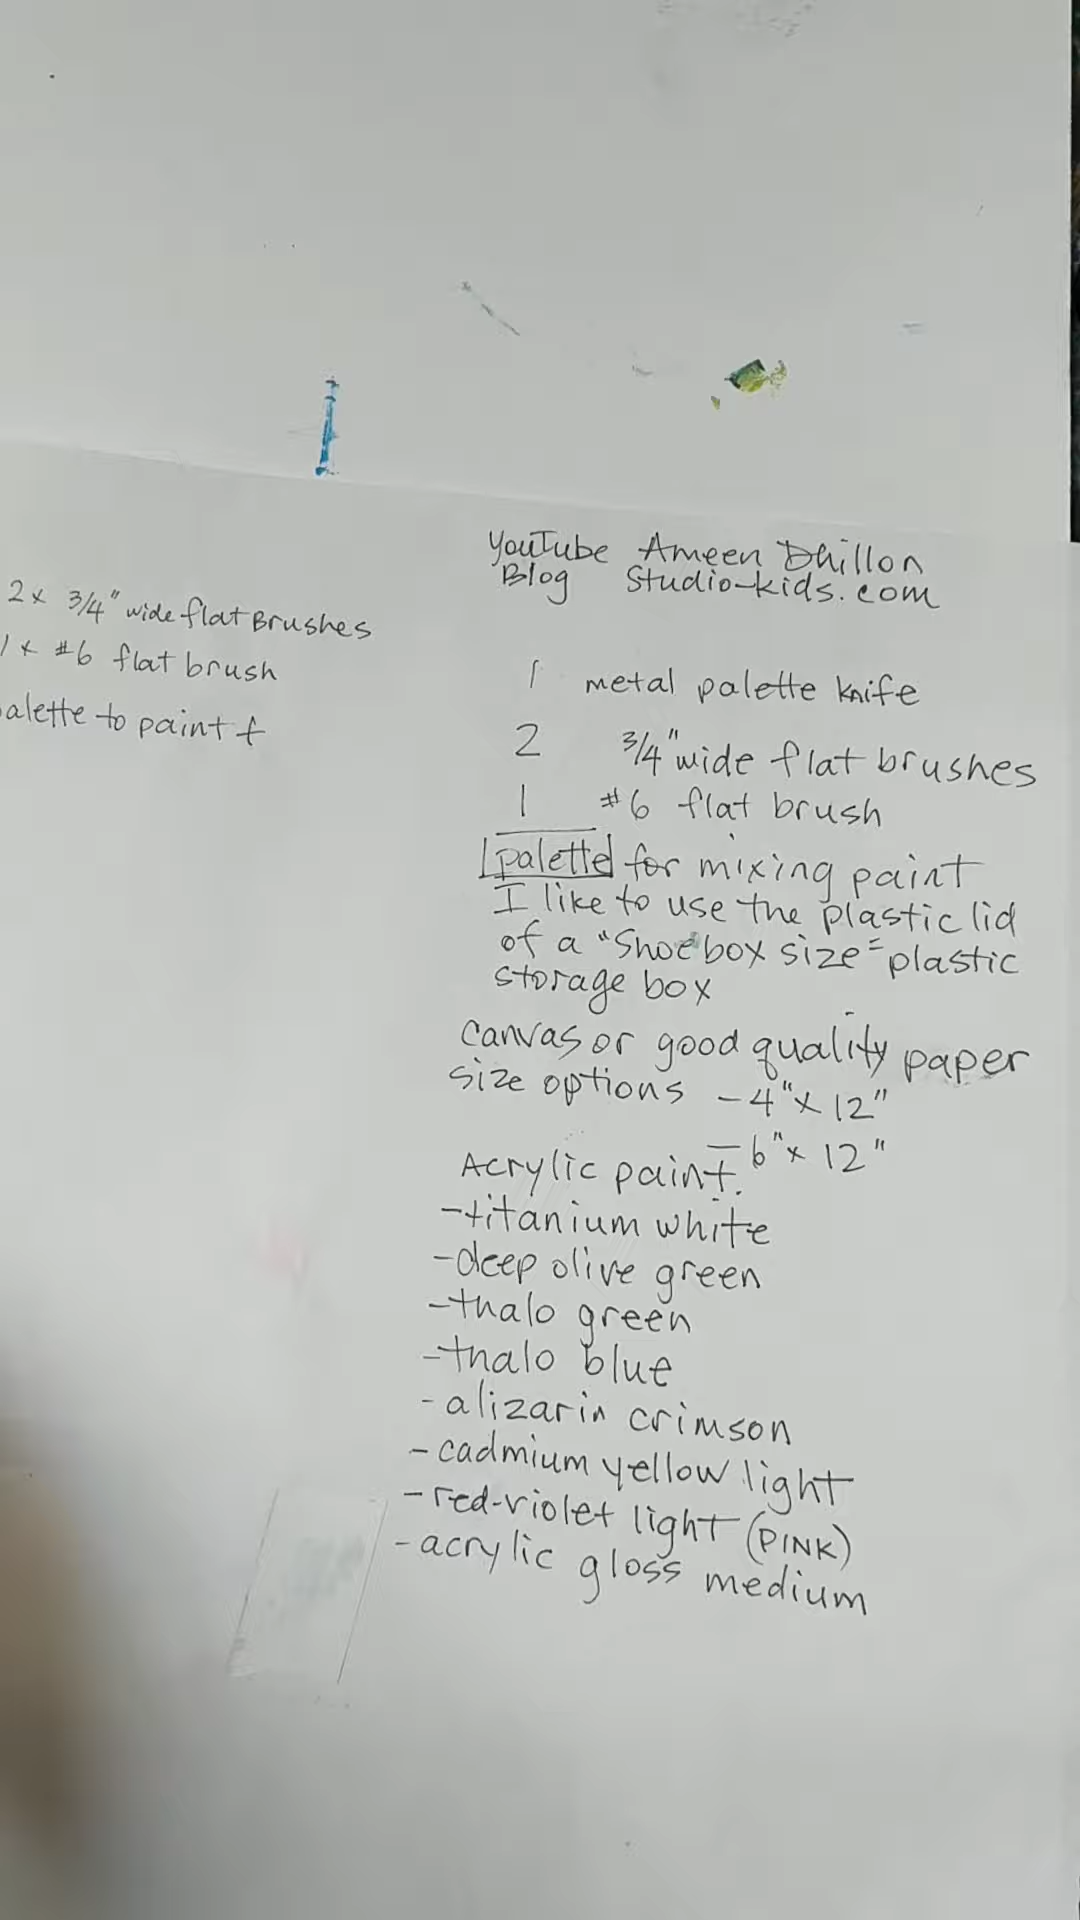 YouTube Ameen Dhillon
Blog Studio-kids.com
2 x 3/4" wide flat Brushes
1 x #6 flat brush
alette to paint t
1 metal palette knife
2 3/4" wide flat brushes
1 #6 flat brush
palette for mixing paint
I like to use the plastic lid
of a "Shoebox size" plastic
storage box
canvas or good quality paper
size options - 4" x 12"
- 6" x 12"
Acrylic paint.
- titanium white
- deep olive green
- thalo green
- thalo blue
- alizarin crimson
- cadmium yellow light
- red-violet light (PINK)
- acrylic gloss medium